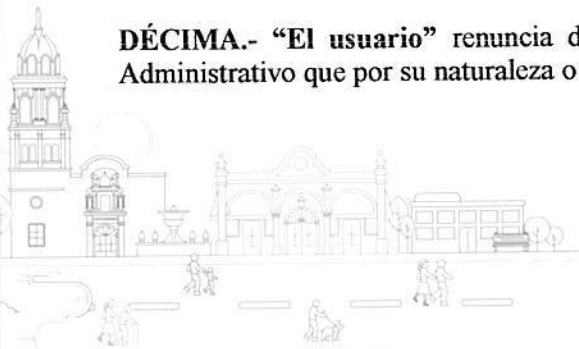 DÉCIMA.- “El usuario” renuncia d
Administrativo que por su naturaleza o